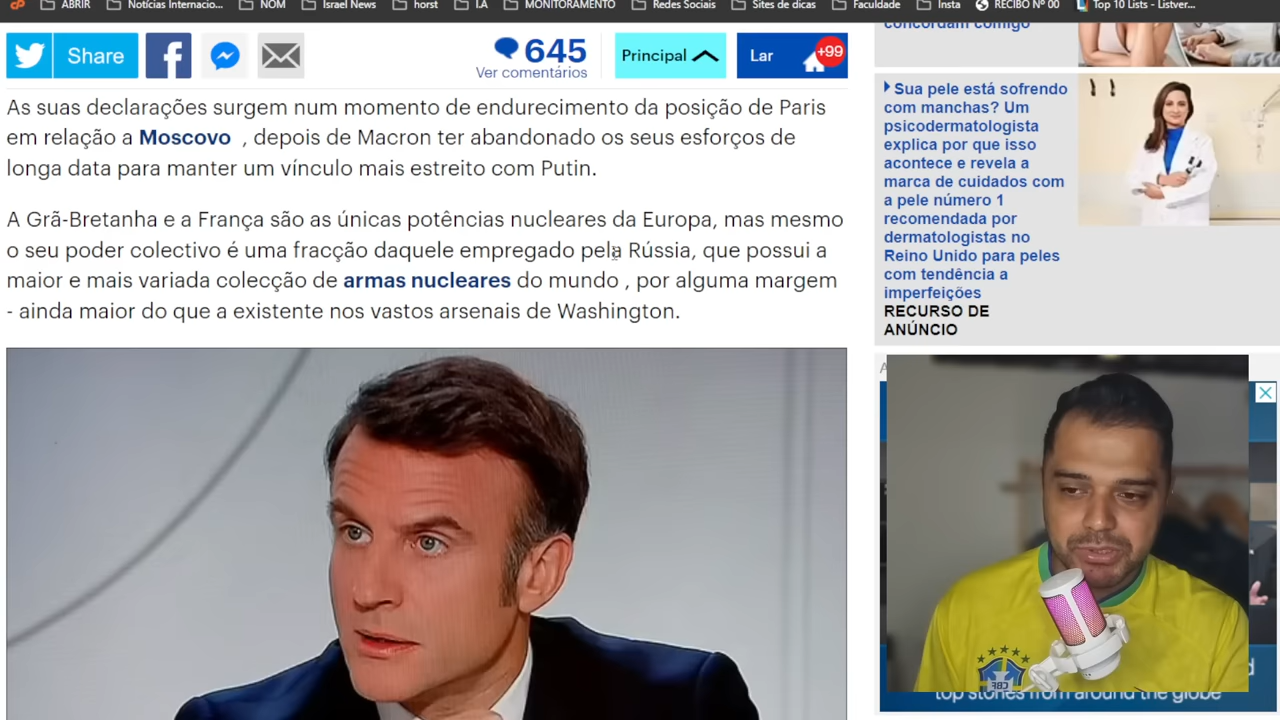 ABRIR
Notícias Internacio...
NOM
Israel News
horst
I.A
MONITORAMENTO
Redes Sociais
Sites de dicas
Faculdade
Insta
RECIBO Nº 00
Top 10 Lists - Listver...
Share
645
Ver comentários
Principal
Lar
+99
As suas declarações surgem num momento de endurecimento da posição de Paris
em relação a Moscovo , depois de Macron ter abandonado os seus esforços de
longa data para manter um vínculo mais estreito com Putin.
A Grã-Bretanha e a França são as únicas potências nucleares da Europa, mas mesmo
o seu poder colectivo é uma fracção daquele empregado pela Rússia, que possui a
maior e mais variada colecção de armas nucleares do mundo , por alguma margem
- ainda maior do que a existente nos vastos arsenais de Washington.
concordam comigo
Sua pele está sofrendo
com manchas? Um
psicodermatologista
explica por que isso
acontece e revela a
marca de cuidados com
a pele número 1
recomendada por
dermatologistas no
Reino Unido para peles
com tendência a
imperfeições
RECURSO DE
ANÚNCIO
CBF
top stories from around the globe